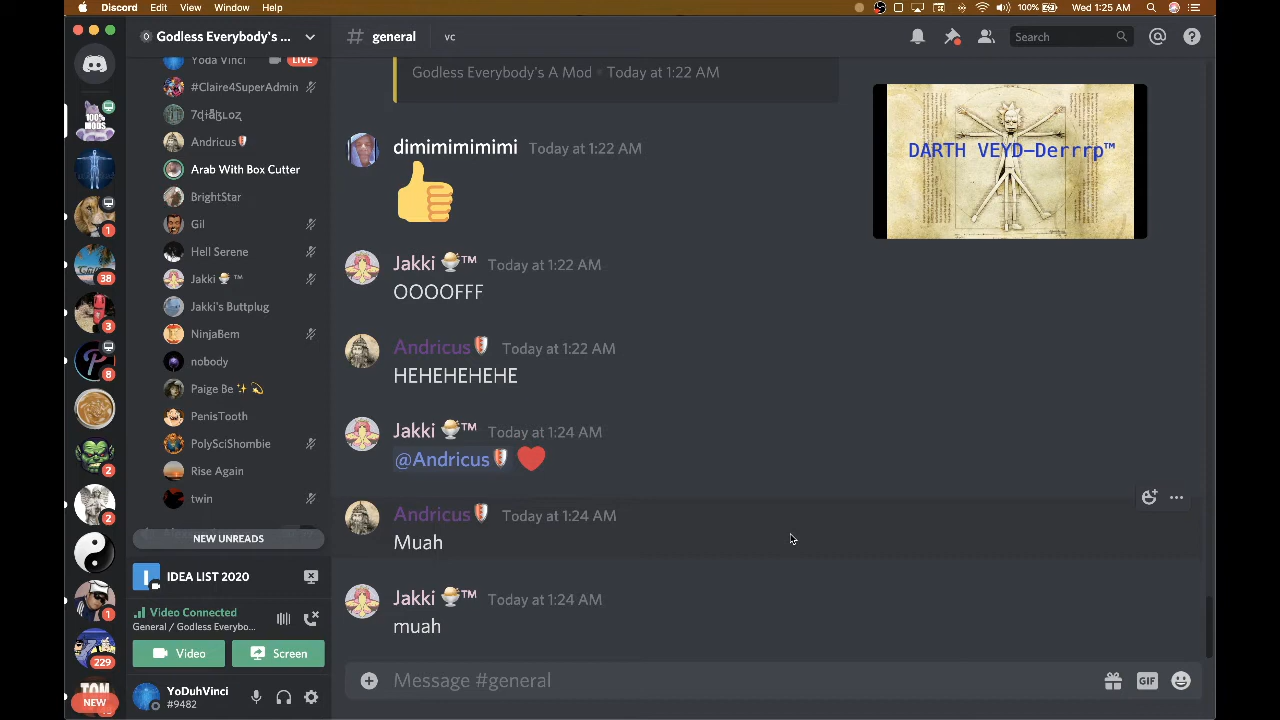 Discord Edit View Window Help 100% Wed 1:25 AM
Godless Everybody's ...
# general vc
Search
Yoda Vinci LIVE
#Claire4SuperAdmin
Andricus
Arab With Box Cutter
BrightStar
Gil
Hell Serene
Jakki ™
Jakki's Buttplug
NinjaBem
nobody
Paige Be
PenisTooth
PolySciShombie
Rise Again
twin
NEW UNREADS
IDEA LIST 2020
Video Connected
General / Godless Everybo...
Video Screen
YoDuhVinci
#9482
100%
MODS
1
38
3
8
2
2
1
229
TOM
NEW
Godless Everybody's A Mod • Today at 1:22 AM
dimimimimimi Today at 1:22 AM
Jakki ™ Today at 1:22 AM
OOOOFFF
Andricus Today at 1:22 AM
HEHEHEHEHE
Jakki ™ Today at 1:24 AM
@Andricus
Andricus Today at 1:24 AM
Muah
Jakki ™ Today at 1:24 AM
muah
Message #general
GIF
DARTH VEYD-Derrrp™